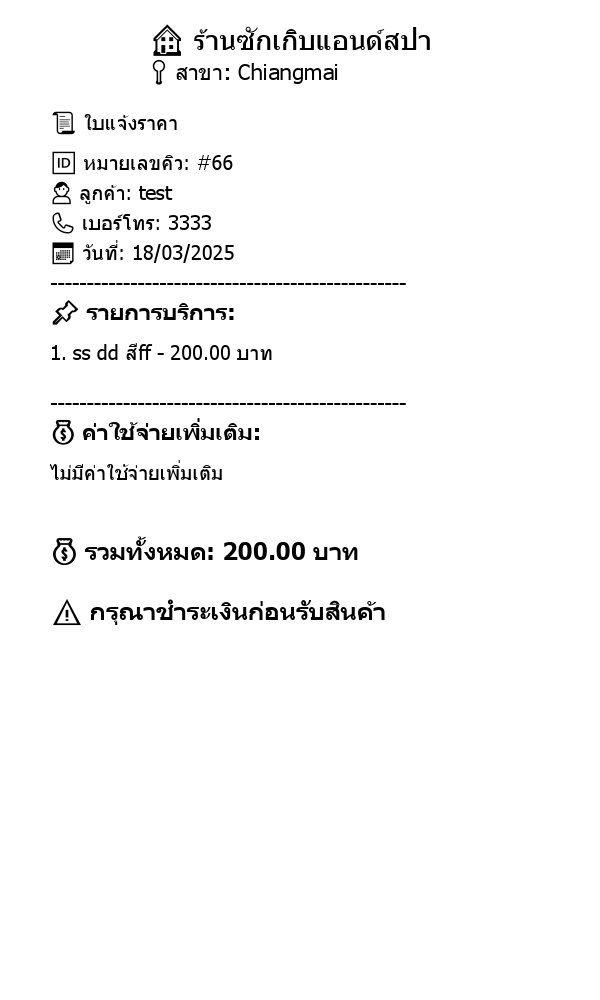 ร้านซักเกิบแอนด์สปา
สาขา: Chiangmai
ใบแจ้งราคา
หมายเลขคิว: #66
ลูกค้า: test
เบอร์โทร: 3333
วันที่: 18/03/2025
-------------------------------------------------
รายการบริการ:
1. ss dd สีff - 200.00 บาท
-------------------------------------------------
ค่าใช้จ่ายเพิ่มเติม:
ไม่มีค่าใช้จ่ายเพิ่มเติม
รวมทั้งหมด: 200.00 บาท
กรุณาชำระเงินก่อนรับสินค้า